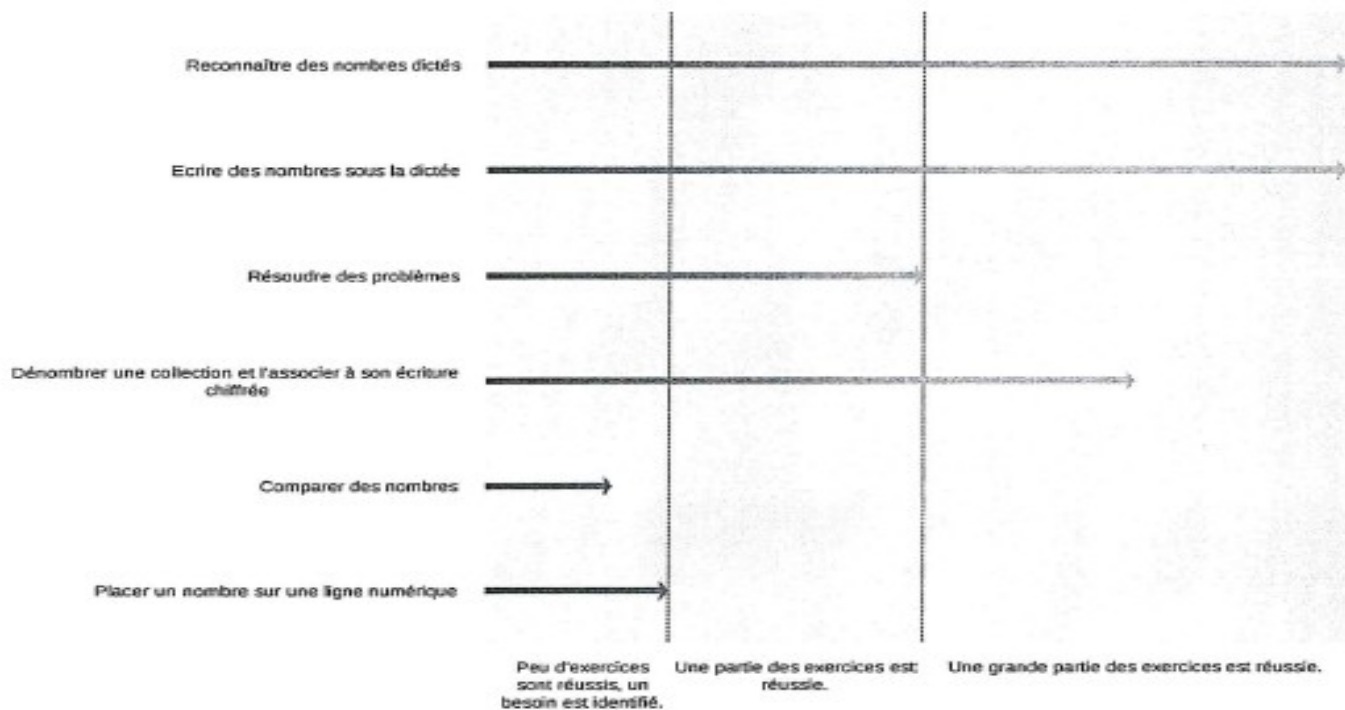 Reconnaître des nombres dictés
Ecrire des nombres sous la dictée
Résoudre des problèmes
Dénombrer une collection et l'associer à son écriture
chiffrée
Comparer des nombres
Placer un nombre sur une ligne numérique
Peu d'exercices
sont réussis, un
besoin est identifié.
Une partie des exercices est
réussie.
Une grande partie des exercices est réussie.